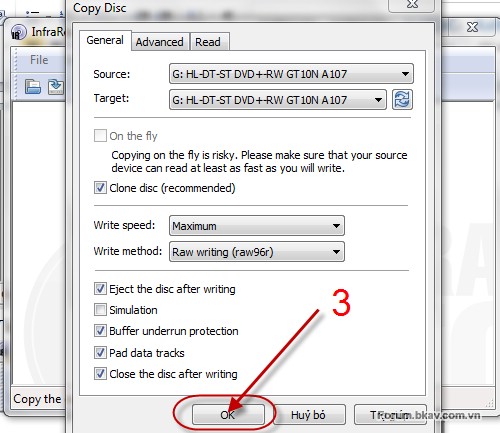 Copy Disc
InfraRe
File
General
Advanced
Read
Source:
G: HL-DT-ST DVD+-RW GT10N A107
Target:
G: HL-DT-ST DVD+-RW GT10N A107
On the fly
Copying on the fly is risky. Please make sure that your source
device can read at least as fast as you will write.
Clone disc (recommended)
Write speed:
Maximum
Write method:
Raw writing (raw96r)
Eject the disc after writing
Simulation
3
Buffer underrun protection
Pad data tracks
Close the disc after writing
Copy the
OK
Huỷ bỏ
Forum.bkav.com.vn